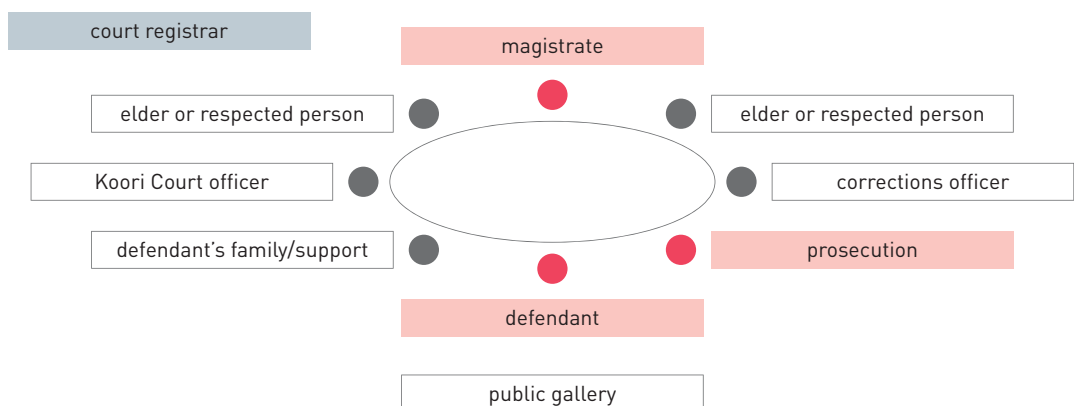 court registrar
magistrate
elder or respected person
elder or respected person
Koori Court officer
corrections officer
defendant's family/support
prosecution
defendant
public gallery